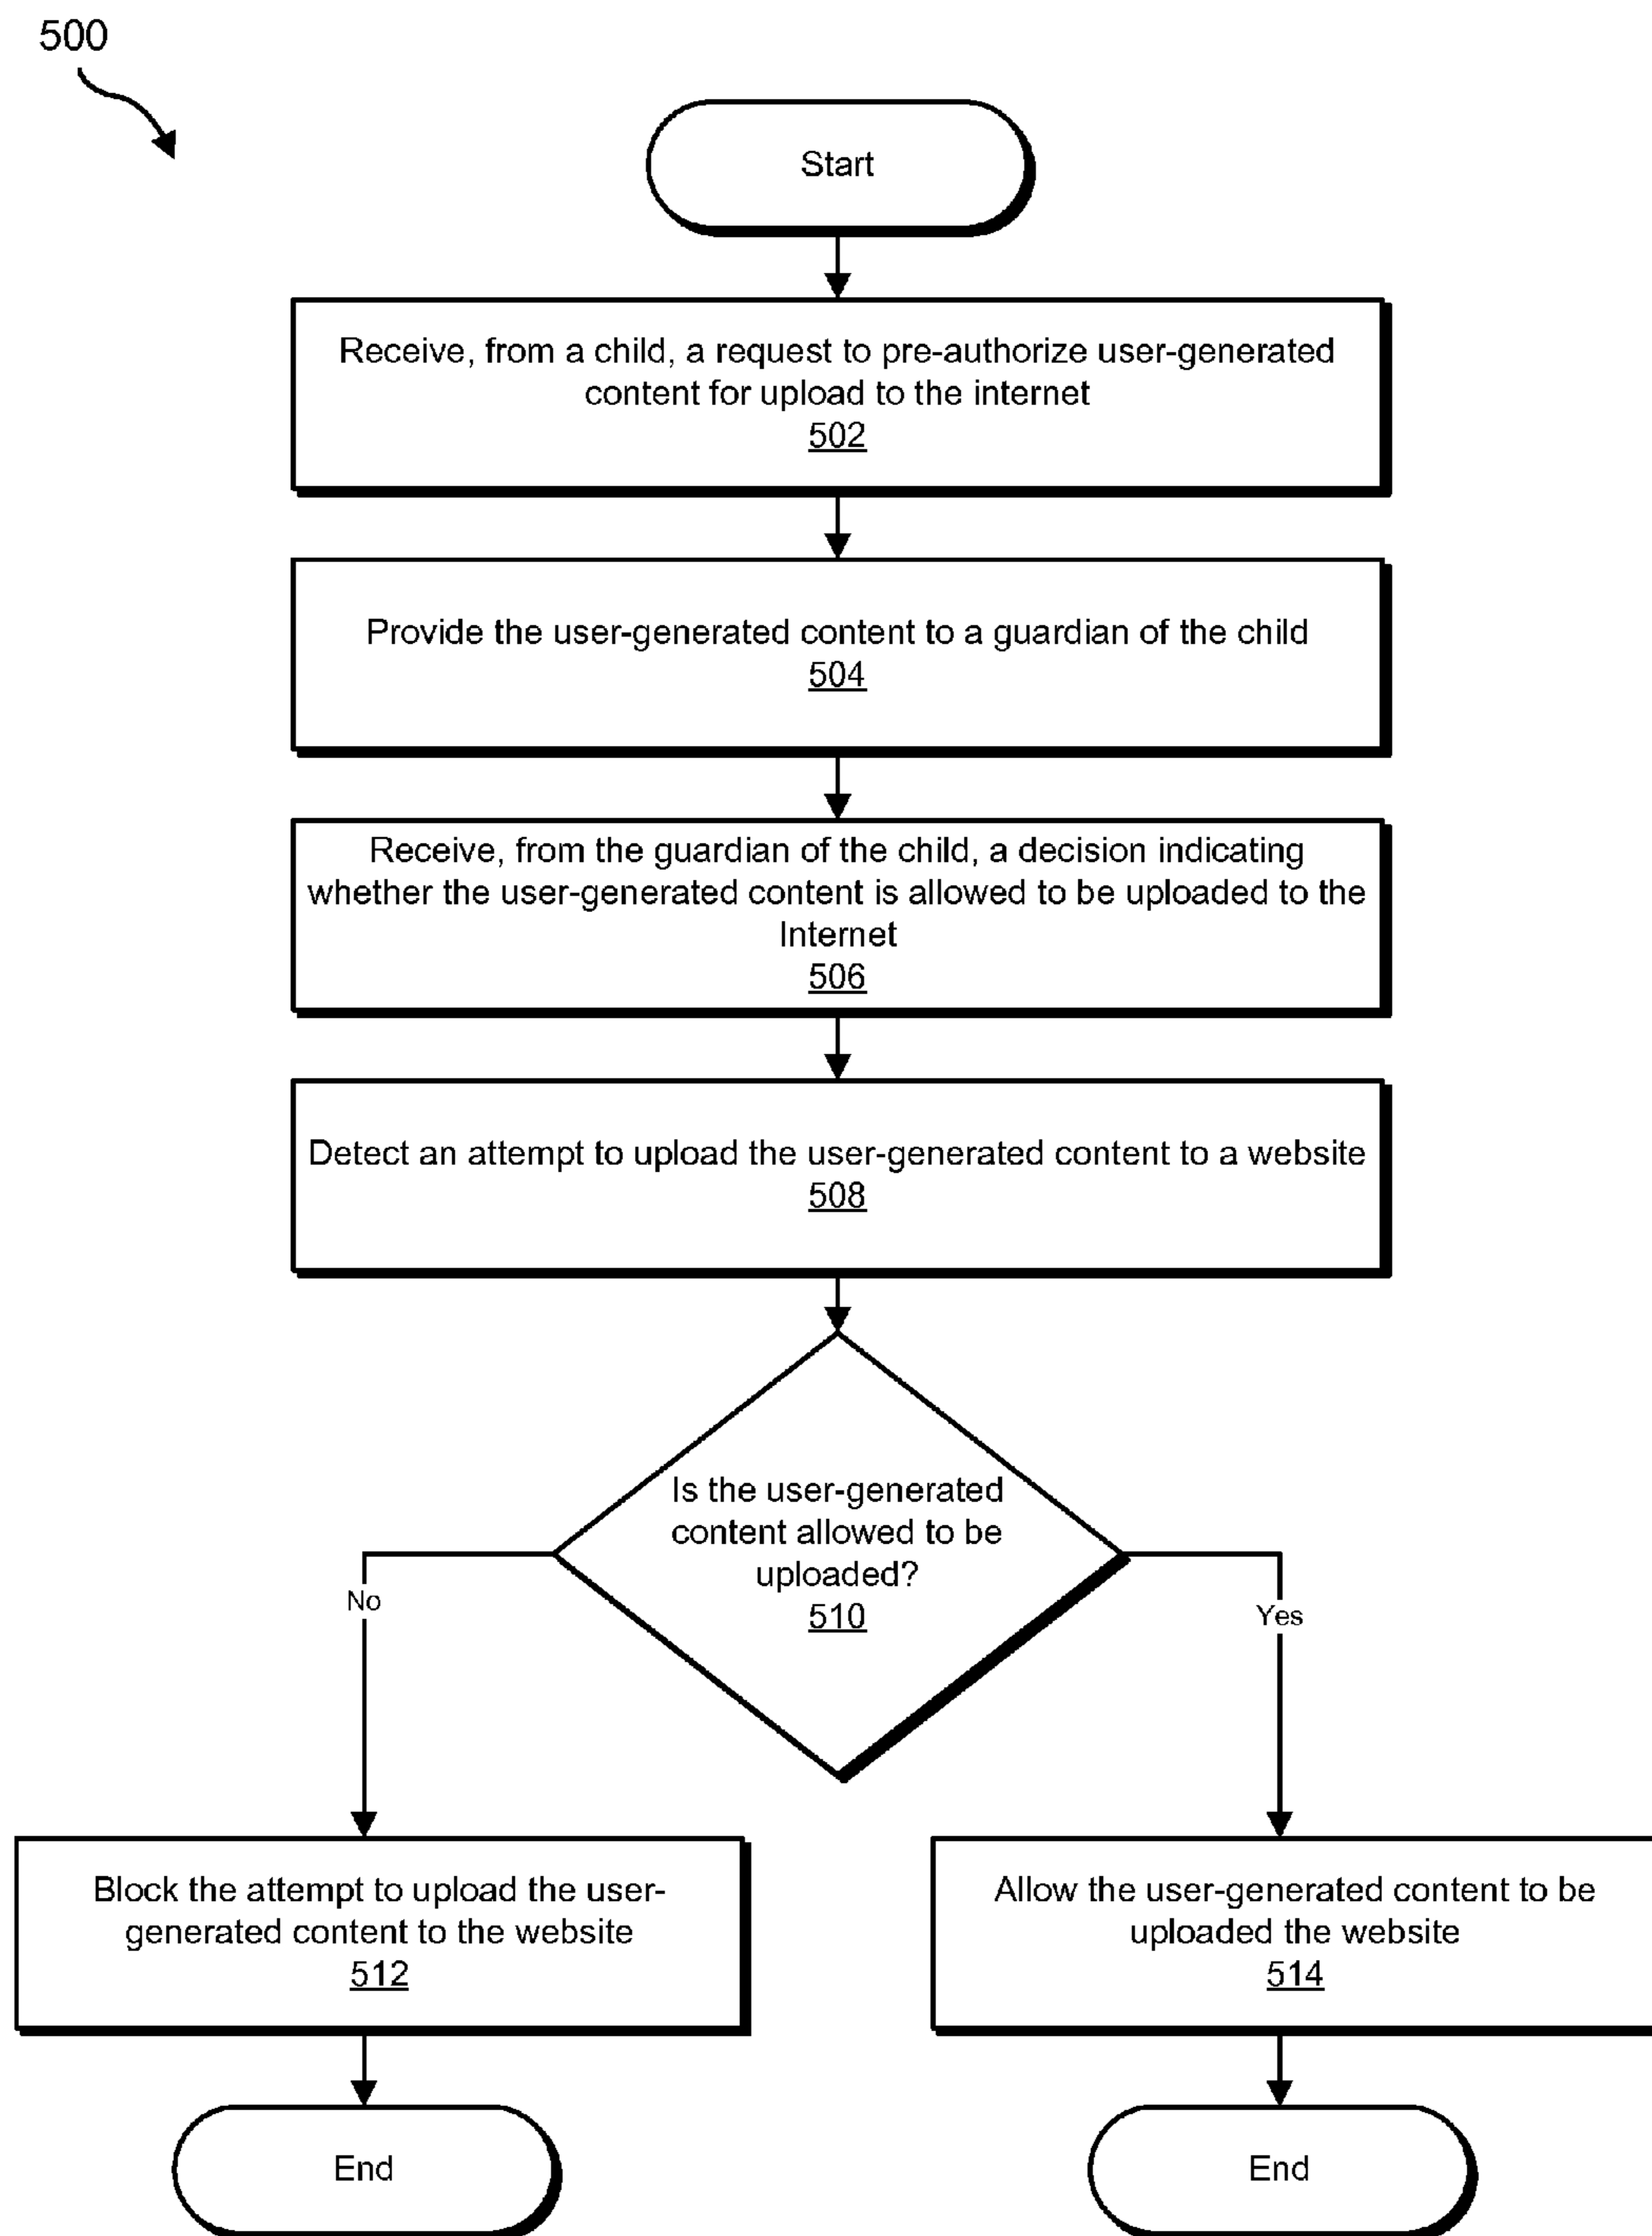 500
Start
Receive, from a child, a request to pre-authorize user-generated
content for upload to the internet
502
Provide the user-generated content to a guardian of the child
504
Receive, from the guardian of the child, a decision indicating
whether the user-generated content is allowed to be uploaded to the
Internet
506
Detect an attempt to upload the user-generated content to a website
508
Is the user-generated
content allowed to be
uploaded?
510
No
Yes
Block the attempt to upload the user-
generated content to the website
512
Allow the user-generated content to be
uploaded the website
514
End
End